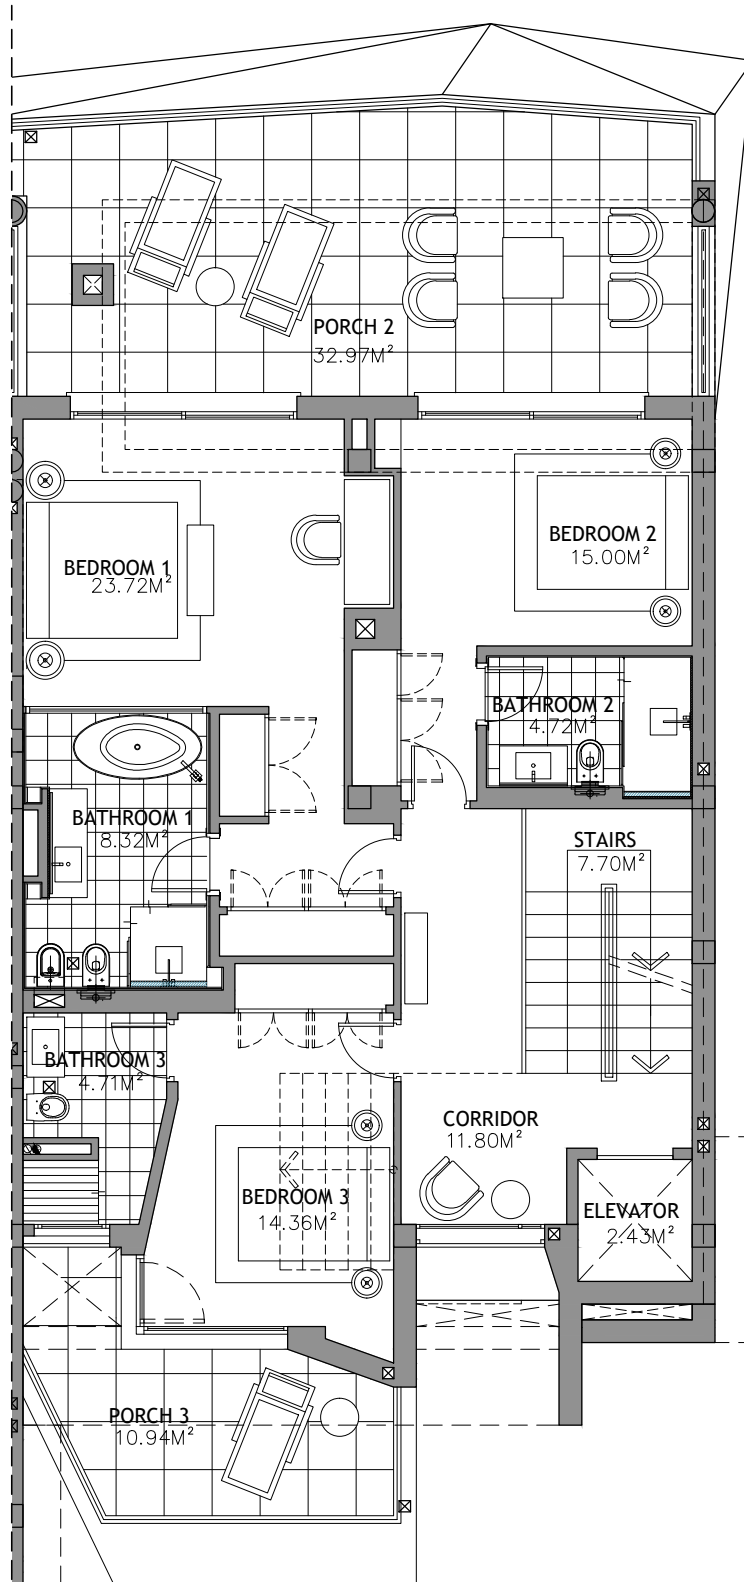 PORCH 2
32.97M²
BEDROOM 1
23.72M²
BEDROOM 2
15.00M²
BATHROOM 2
4.72M²
BATHROOM 1
8.32M²
STAIRS
7.70M²
BATHROOM 3
4.71M²
CORRIDOR
11.80M²
BEDROOM 3
14.36M²
ELEVATOR
2.43M²
PORCH 3
10.94M²